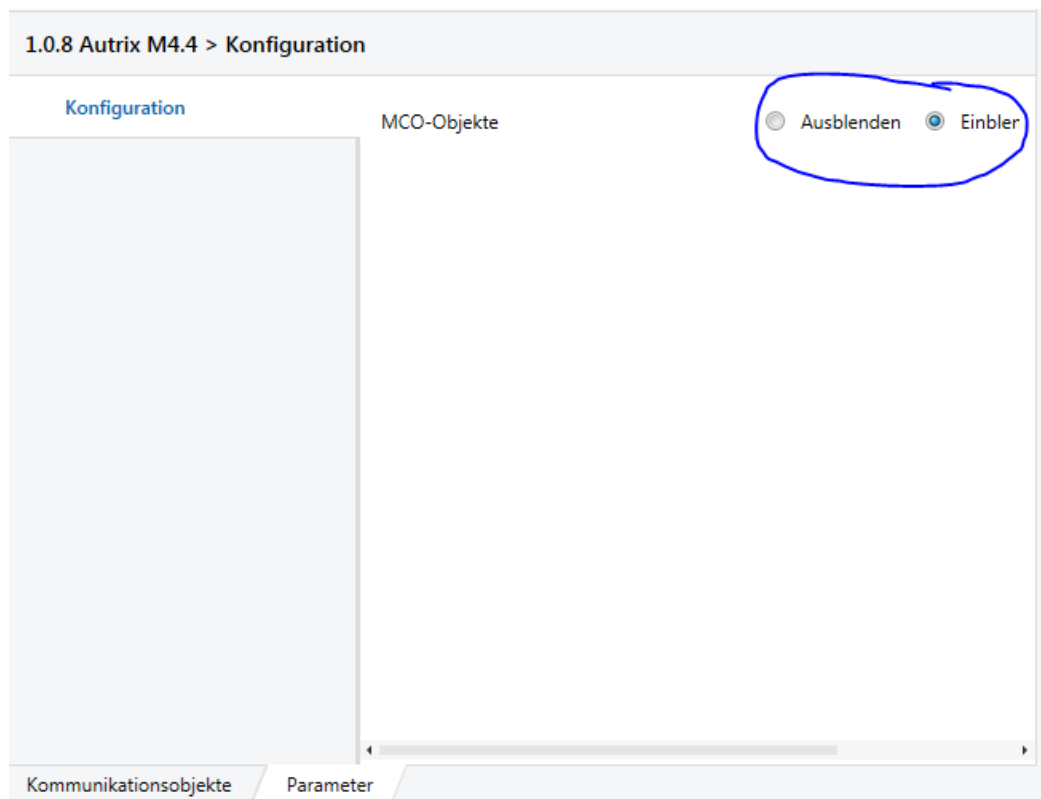 1.0.8 Autrix M4.4 > Konfiguration
Konfiguration
MCO-Objekte Ausblenden Einbler
Kommunikationsobjekte Parameter